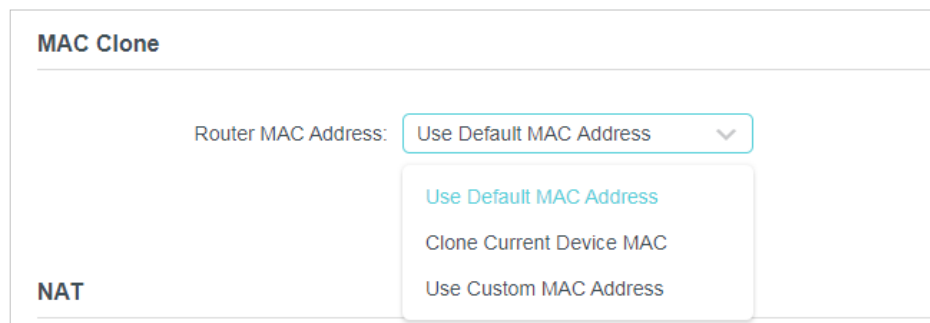 MAC Clone
Router MAC Address: Use Default MAC Address
Use Default MAC Address
Clone Current Device MAC
Use Custom MAC Address
NAT